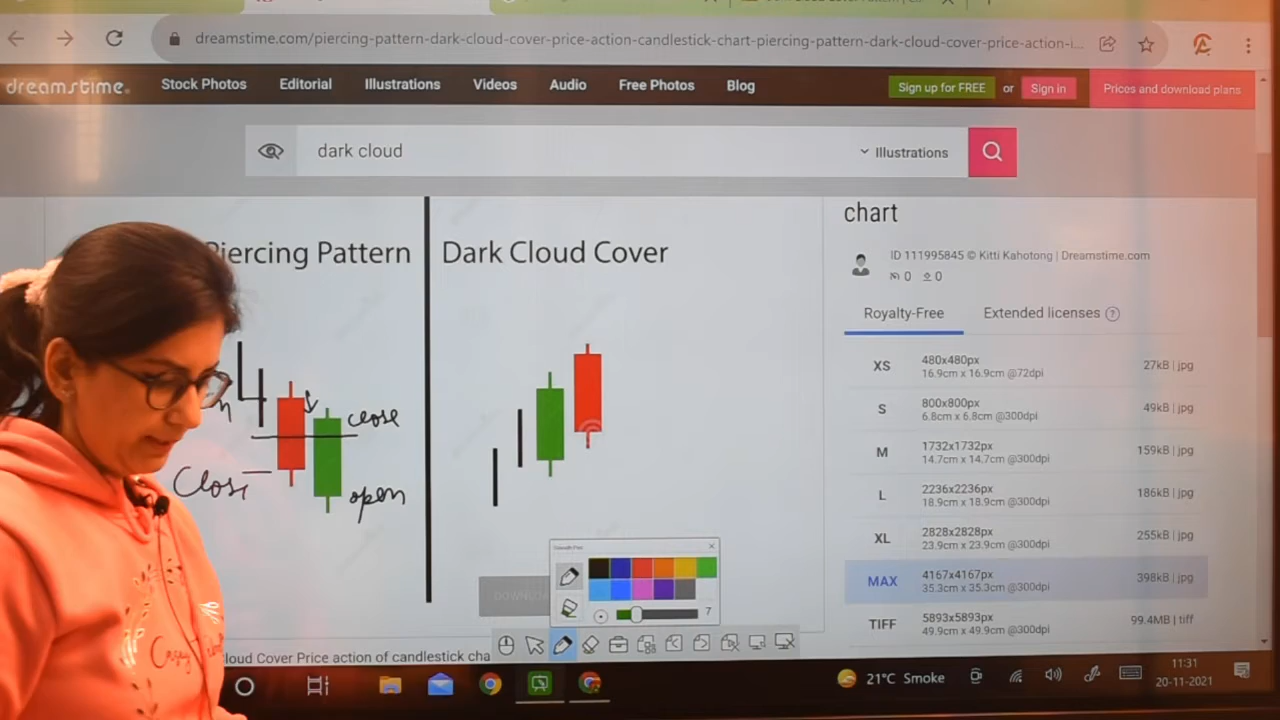 dreamstime.com/piercing-pattern-dark-cloud-cover-price-action-candlestick-chart-piercing-pattern-dark-cloud-cover-price-action-i...
dreamstime.
Stock Photos
Editorial
Illustrations
Videos
Audio
Free Photos
Blog
Sign up for FREE
or
Sign in
Prices and download plans
dark cloud
Illustrations
chart
Piercing Pattern
Dark Cloud Cover
ID 111995845 © Kitti Kahotong | Dreamstime.com
0
0
Royalty-Free
Extended licenses ?
XS 480x480px 27kB | jpg
16.9cm x 16.9cm @72dpi
S 800x800px 49kB | jpg
6.8cm x 6.8cm @300dpi
M 1732x1732px 159kB | jpg
14.7cm x 14.7cm @300dpi
L 2236x2236px 186kB | jpg
18.9cm x 18.9cm @300dpi
XL 2828x2828px 255kB | jpg
23.9cm x 23.9cm @300dpi
MAX 4167x4167px 398kB | jpg
35.3cm x 35.3cm @300dpi
TIFF 5893x5893px 99.4MB | tiff
49.9cm x 49.9cm @300dpi
close
Close
open
7
loud Cover Price action of candlestick cha
21°C Smoke
11:31
20-11-2021